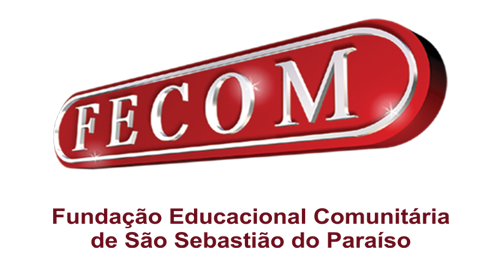 FECOM
Fundação Educacional Comunitária
de São Sebastião do Paraíso